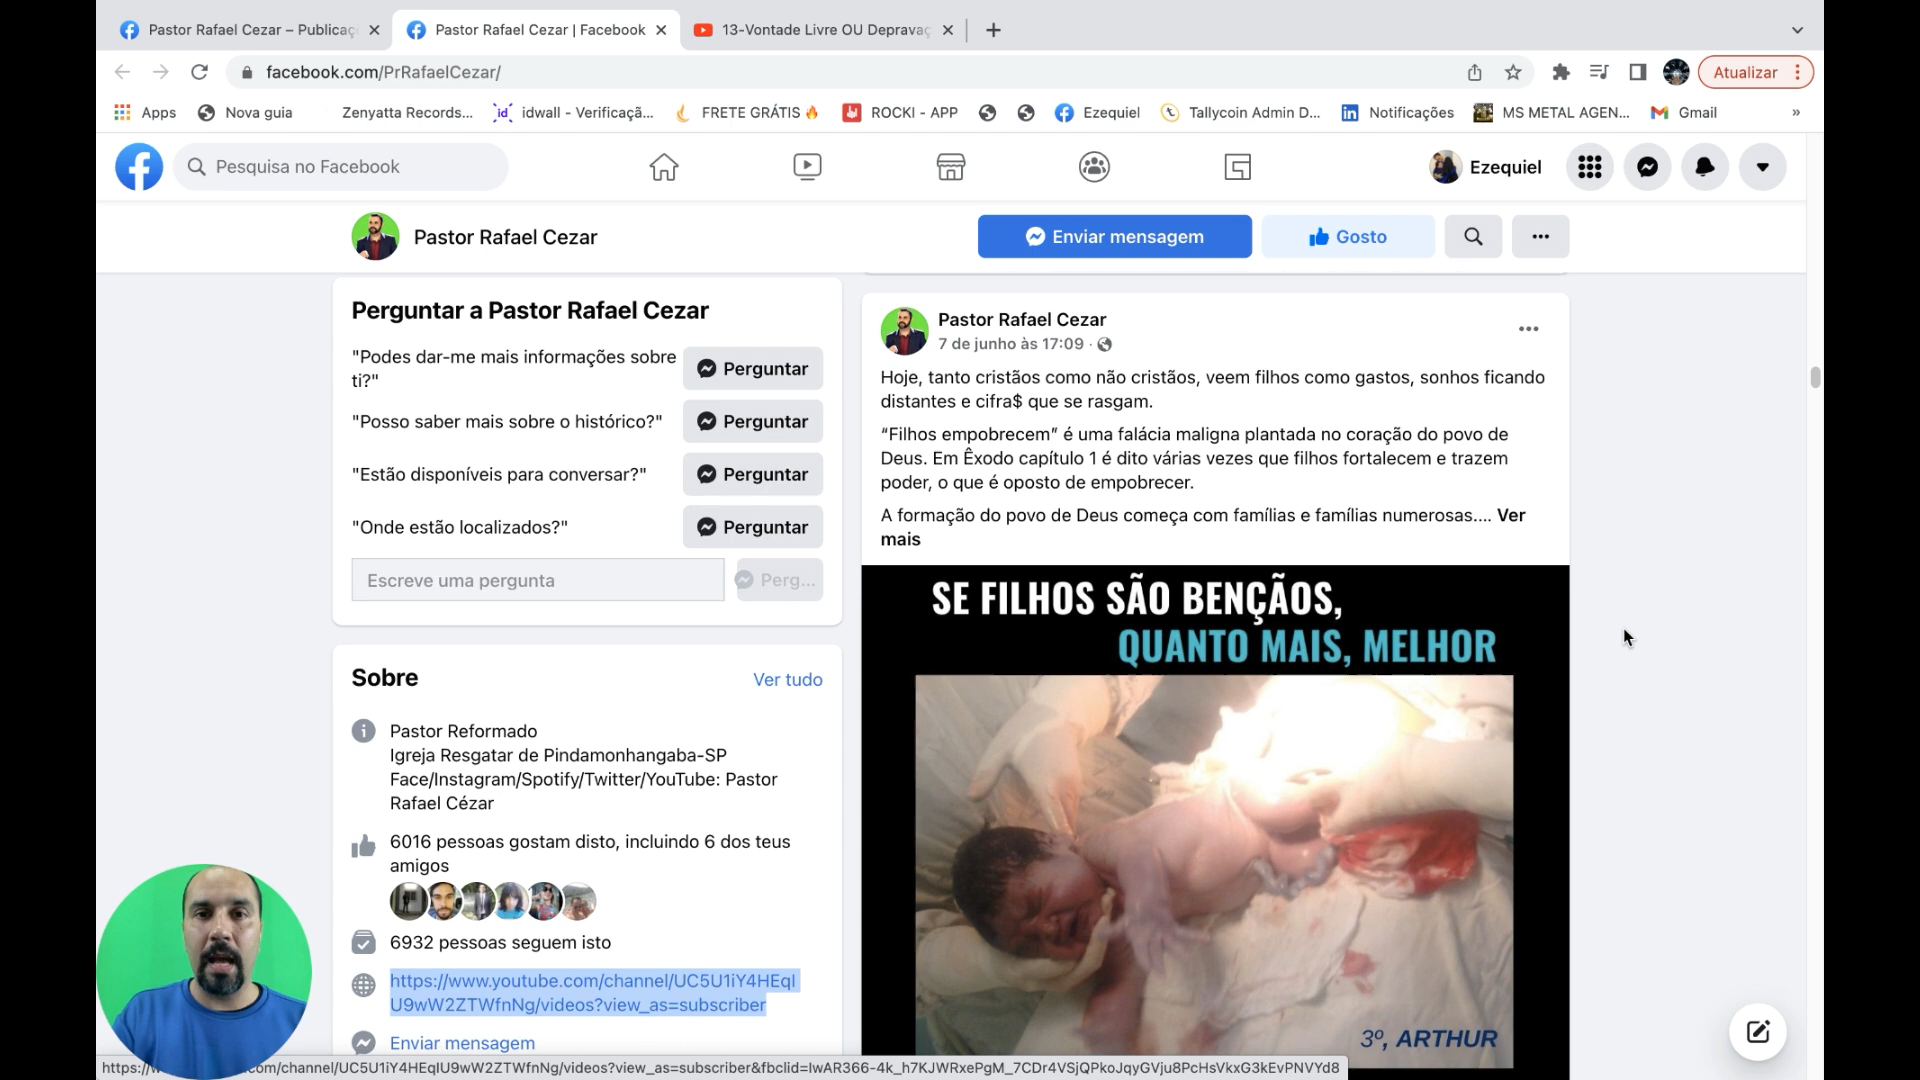 Pastor Rafael Cezar – Publicaç
Pastor Rafael Cezar | Facebook
13-Vontade Livre OU Depravaç
facebook.com/PrRafaelCezar/
Atualizar
Apps
Nova guia
Zenyatta Records...
idwall - Verificaçã...
FRETE GRÁTIS
ROCKI - APP
Ezequiel
Tallycoin Admin D...
Notificações
MS METAL AGEN...
Gmail
»
Pesquisa no Facebook
Ezequiel
Pastor Rafael Cezar
Enviar mensagem
Gosto
Perguntar a Pastor Rafael Cezar
"Podes dar-me mais informações sobre
ti?"
Perguntar
"Posso saber mais sobre o histórico?"
Perguntar
"Estão disponíveis para conversar?"
Perguntar
"Onde estão localizados?"
Perguntar
Escreve uma pergunta
Perg...
Sobre
Ver tudo
Pastor Reformado
Igreja Resgatar de Pindamonhangaba-SP
Face/Instagram/Spotify/Twitter/YouTube: Pastor
Rafael Cézar
6016 pessoas gostam disto, incluindo 6 dos teus
amigos
6932 pessoas seguem isto
https://www.youtube.com/channel/UC5U1iY4HEqI
U9wW2ZTWfnNg/videos?view_as=subscriber
Enviar mensagem
Pastor Rafael Cezar
7 de junho às 17:09 ·
Hoje, tanto cristãos como não cristãos, veem filhos como gastos, sonhos ficando
distantes e cifra$ que se rasgam.
“Filhos empobrecem” é uma falácia maligna plantada no coração do povo de
Deus. Em Êxodo capítulo 1 é dito várias vezes que filhos fortalecem e trazem
poder, o que é oposto de empobrecer.
A formação do povo de Deus começa com famílias e famílias numerosas.... Ver
mais
SE FILHOS SÃO BENÇÃOS,
QUANTO MAIS, MELHOR
3º, ARTHUR
https://w com/channel/UC5U1iY4HEqIU9wW2ZTWfnNg/videos?view_as=subscriber&fbclid=IwAR366-4k_h7KJWRxePgM_7CDr4VSjQPkoJqyGVju8PcHsVkxG3kEvPNVYd8